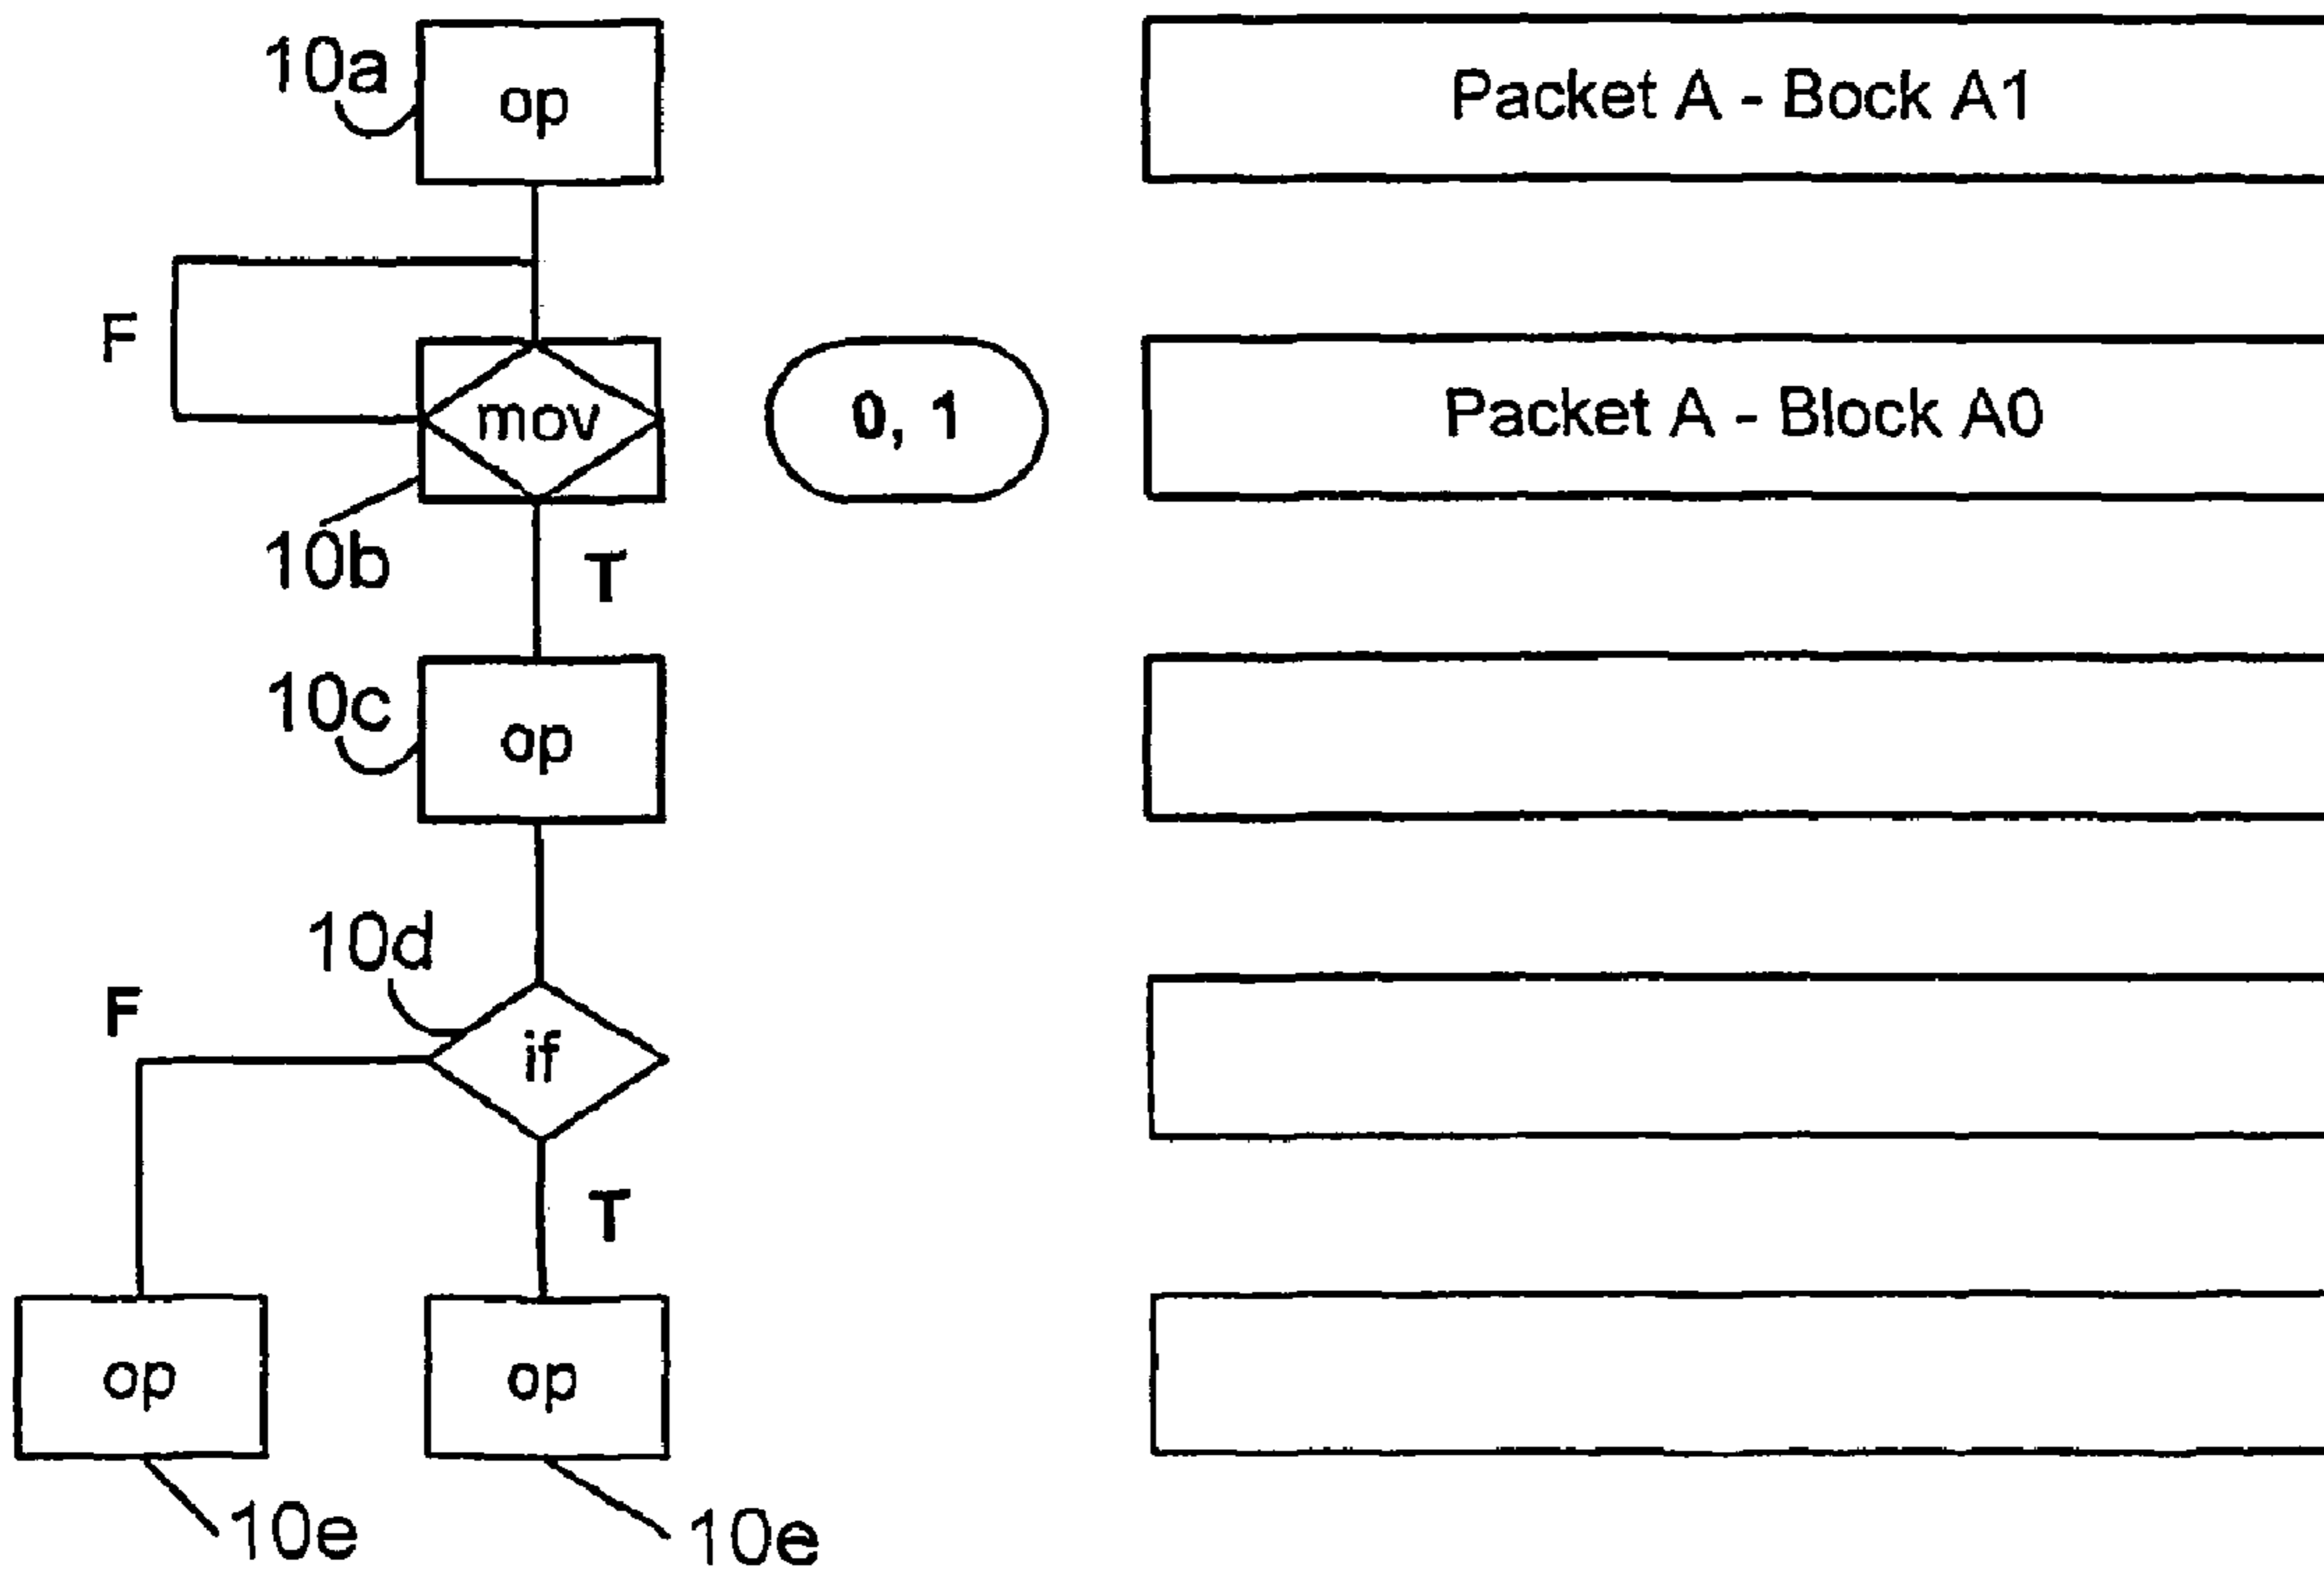 10a
op
Packet A - Bock A1
F
mov
0, 1
Packet A - Block A0
10b
T
10c
op
10d
F
if
T
op
op
10e
10e